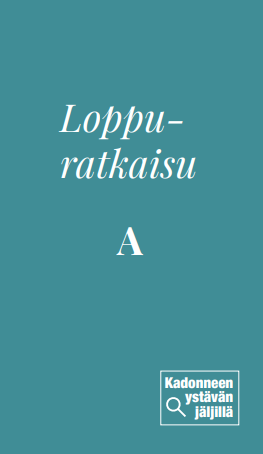 Loppu-
ratkaisu
A
Kadonneen
ystävän
jäljillä